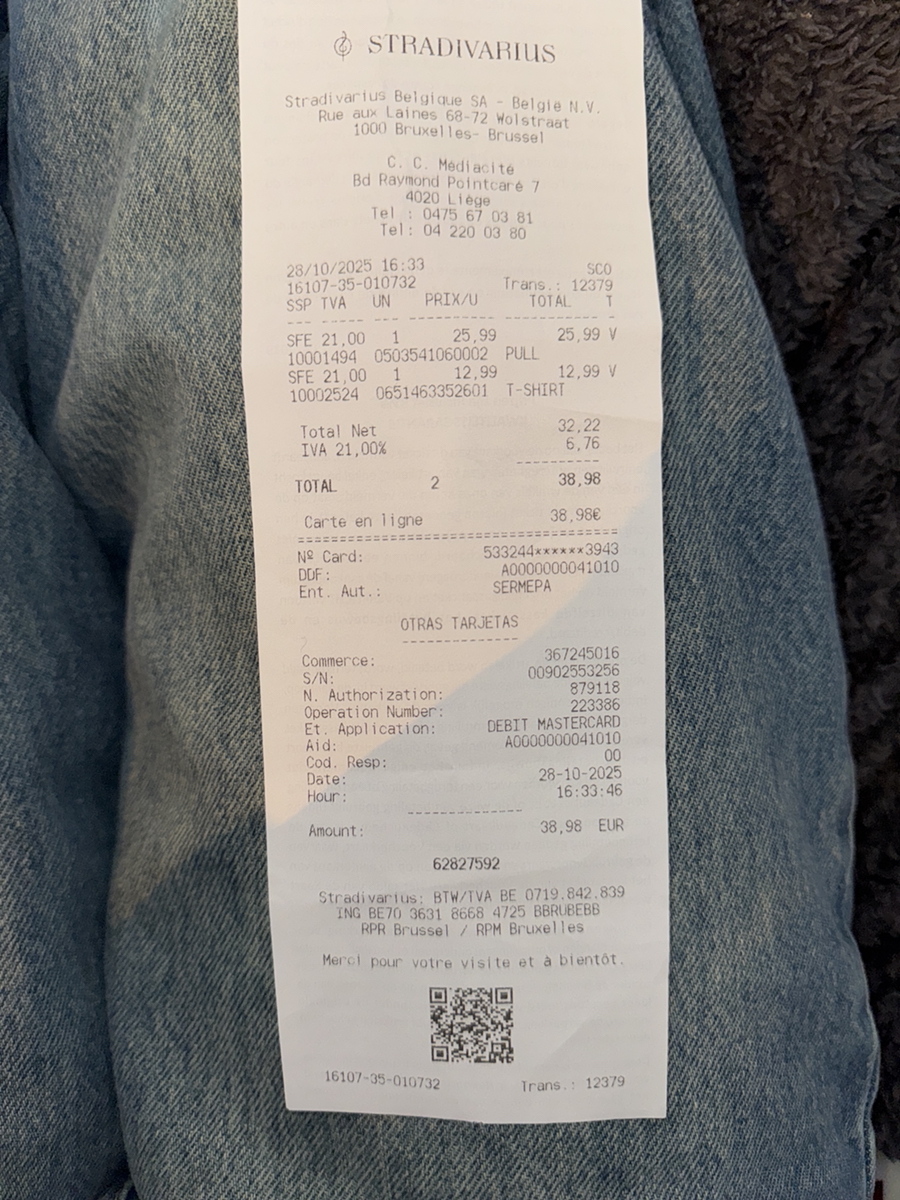 STRADIVARIUS
Stradivarius Belgique SA - Belgie N.V.
Rue aux Laines 68-72 Wolstraat
1000 Bruxelles- Brussel
C. C. Médiacité
Bd Raymond Pointcaré 7
4020 Liège
Tel : 0475 67 03 81
Tel: 04 220 03 80
28/10/2025 16:33 SCO
16107-35-010732 Trans.: 12379
SSP TVA UN PRIX/U TOTAL T
--- ----- --- ---------- ---------- -
SFE 21,00 1 25,99 25,99 V
10001494 0503541060002 PULL
SFE 21,00 1 12,99 12,99 V
10002524 0651463352601 T-SHIRT
Total Net 32,22
IVA 21,00% 6,76
----------
TOTAL 2 38,98
Carte en ligne 38,98€
======================================
Nº Card: 533244******3943
DDF: A0000000041010
Ent. Aut.: SERMEPA
OTRAS TARJETAS
--------------
Commerce: 367245016
S/N: 00902553256
N. Authorization: 879118
Operation Number: 223386
Et. Application: DEBIT MASTERCARD
Aid: A0000000041010
Cod. Resp: 00
Date: 28-10-2025
Hour: 16:33:46
--------------
Amount: 38,98 EUR
62827592
Stradivarius: BTW/TVA BE 0719.842.839
ING BE70 3631 8668 4725 BBRUBEBB
RPR Brussel / RPM Bruxelles
Merci pour votre visite et à bientôt.
16107-35-010732 Trans.: 12379